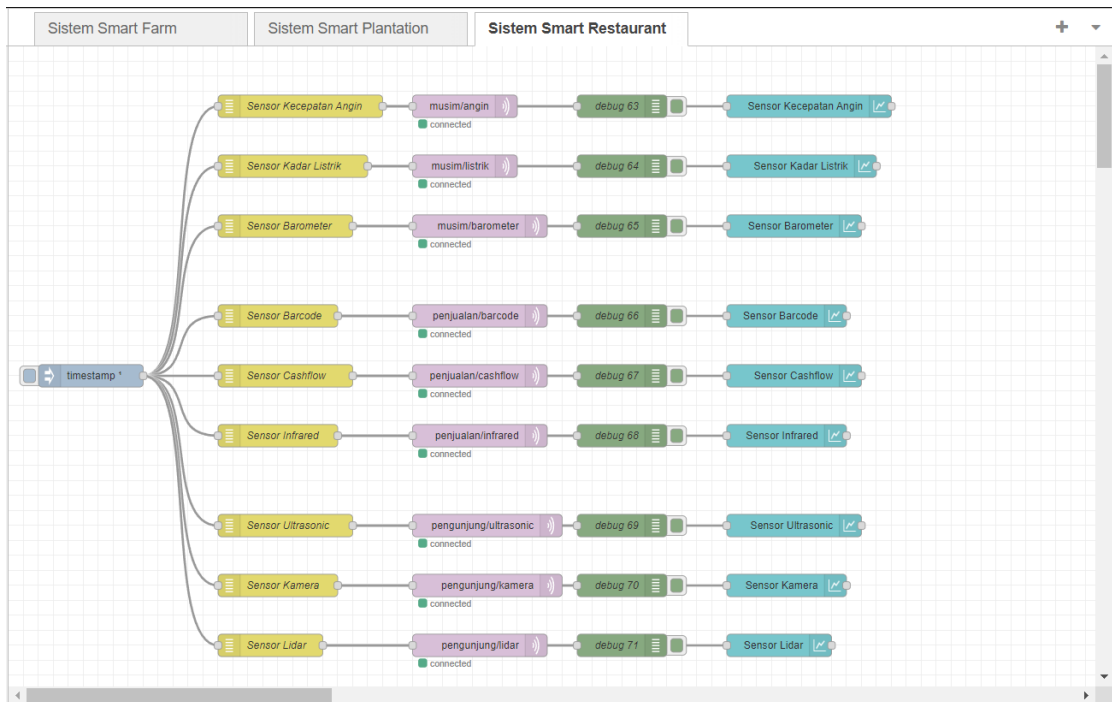 Sistem Smart Farm
Sistem Smart Plantation
Sistem Smart Restaurant
Sensor Kecepatan Angin
musim/angin
debug 63
Sensor Kecepatan Angin
connected
Sensor Kadar Listrik
musim/listrik
debug 64
Sensor Kadar Listrik
connected
Sensor Barometer
musim/barometer
debug 65
Sensor Barometer
connected
Sensor Barcode
penjualan/barcode
debug 66
Sensor Barcode
connected
timestamp ¹
Sensor Cashflow
penjualan/cashflow
debug 67
Sensor Cashflow
connected
Sensor Infrared
penjualan/infrared
debug 68
Sensor Infrared
connected
Sensor Ultrasonic
pengunjung/ultrasonic
debug 69
Sensor Ultrasonic
connected
Sensor Kamera
pengunjung/kamera
debug 70
Sensor Kamera
connected
Sensor Lidar
pengunjung/lidar
debug 71
Sensor Lidar
connected